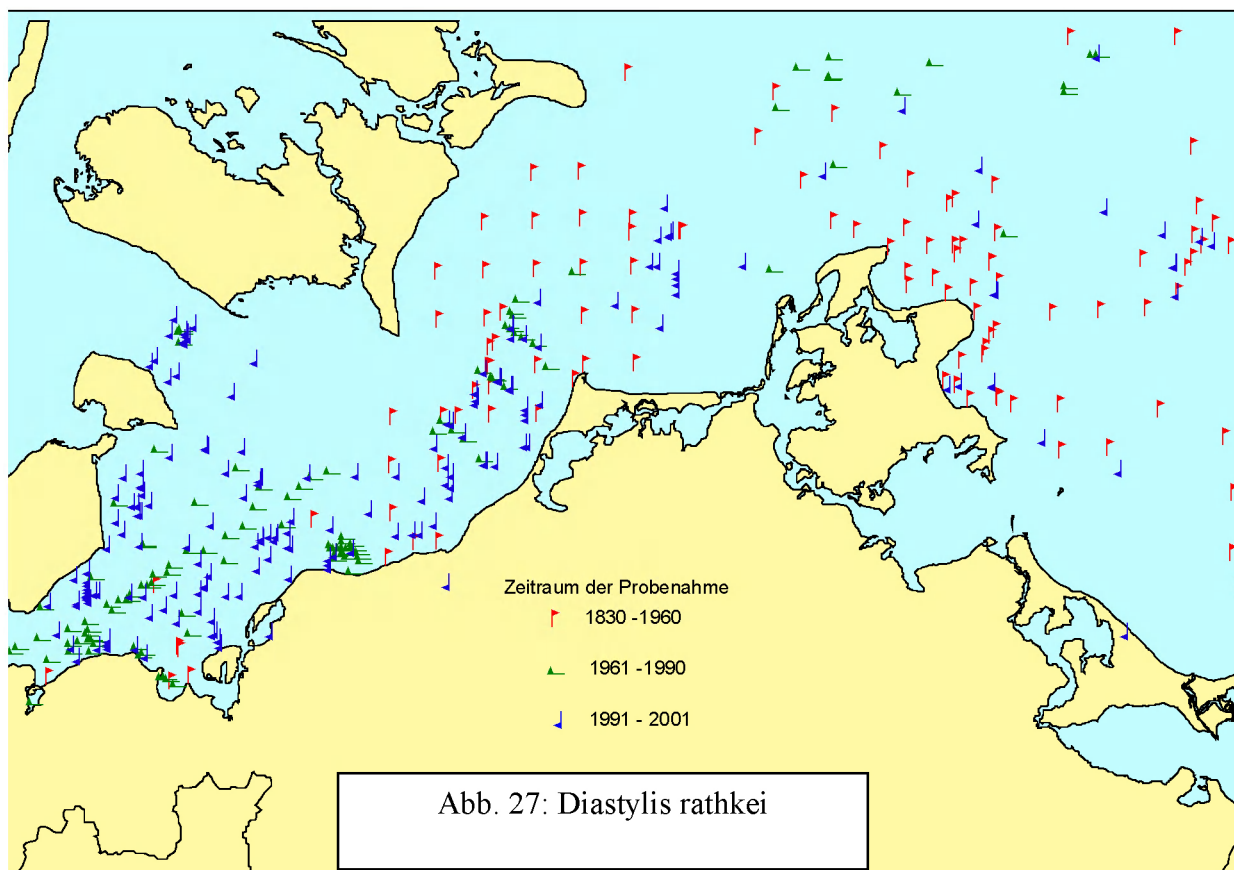 Zeitraum der Probenahme
1830 -1960
1961 -1990
1991 - 2001
Abb. 27: Diastylis rathkei